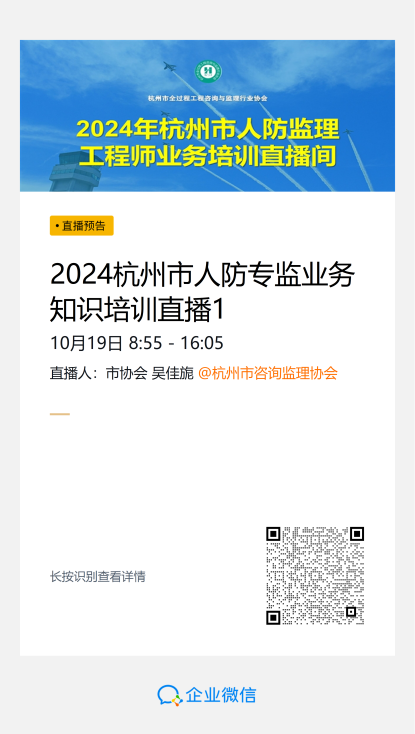 杭州市全过程工程咨询与监理行业协会
2024年杭州市人防监理
工程师业务培训直播间
• 直播预告
2024杭州市人防专监业务
知识培训直播1
10月19日 8:55 - 16:05
直播人：市协会 吴佳旎 @杭州市咨询监理协会
长按识别查看详情
企业微信